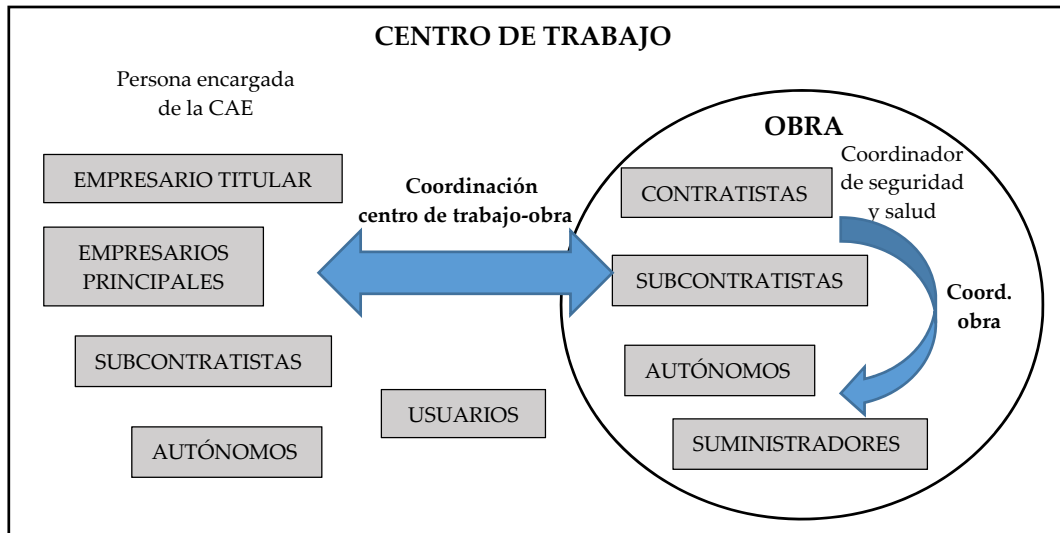 CENTRO DE TRABAJO
Persona encargada
de la CAE
EMPRESARIO TITULAR
EMPRESARIOS
PRINCIPALES
SUBCONTRATISTAS
AUTÓNOMOS
USUARIOS
Coordinación
centro de trabajo-obra
OBRA
Coordinador
de seguridad
y salud
CONTRATISTAS
SUBCONTRATISTAS
AUTÓNOMOS
SUMINISTRADORES
Coord.
obra